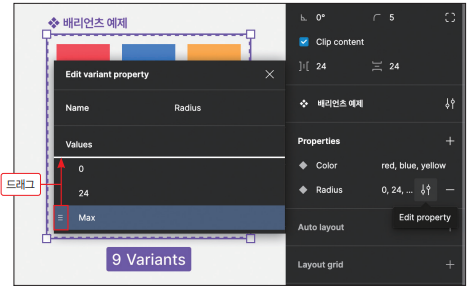 배리언츠 예제
Edit variant property
Name Radius
Values
0
24
Max
드래그
9 Variants
0° 5
Clip content
24 24
배리언츠 예제
Properties
Color red, blue, yellow
Radius 0, 24, ...
Edit property
Auto layout
Layout grid